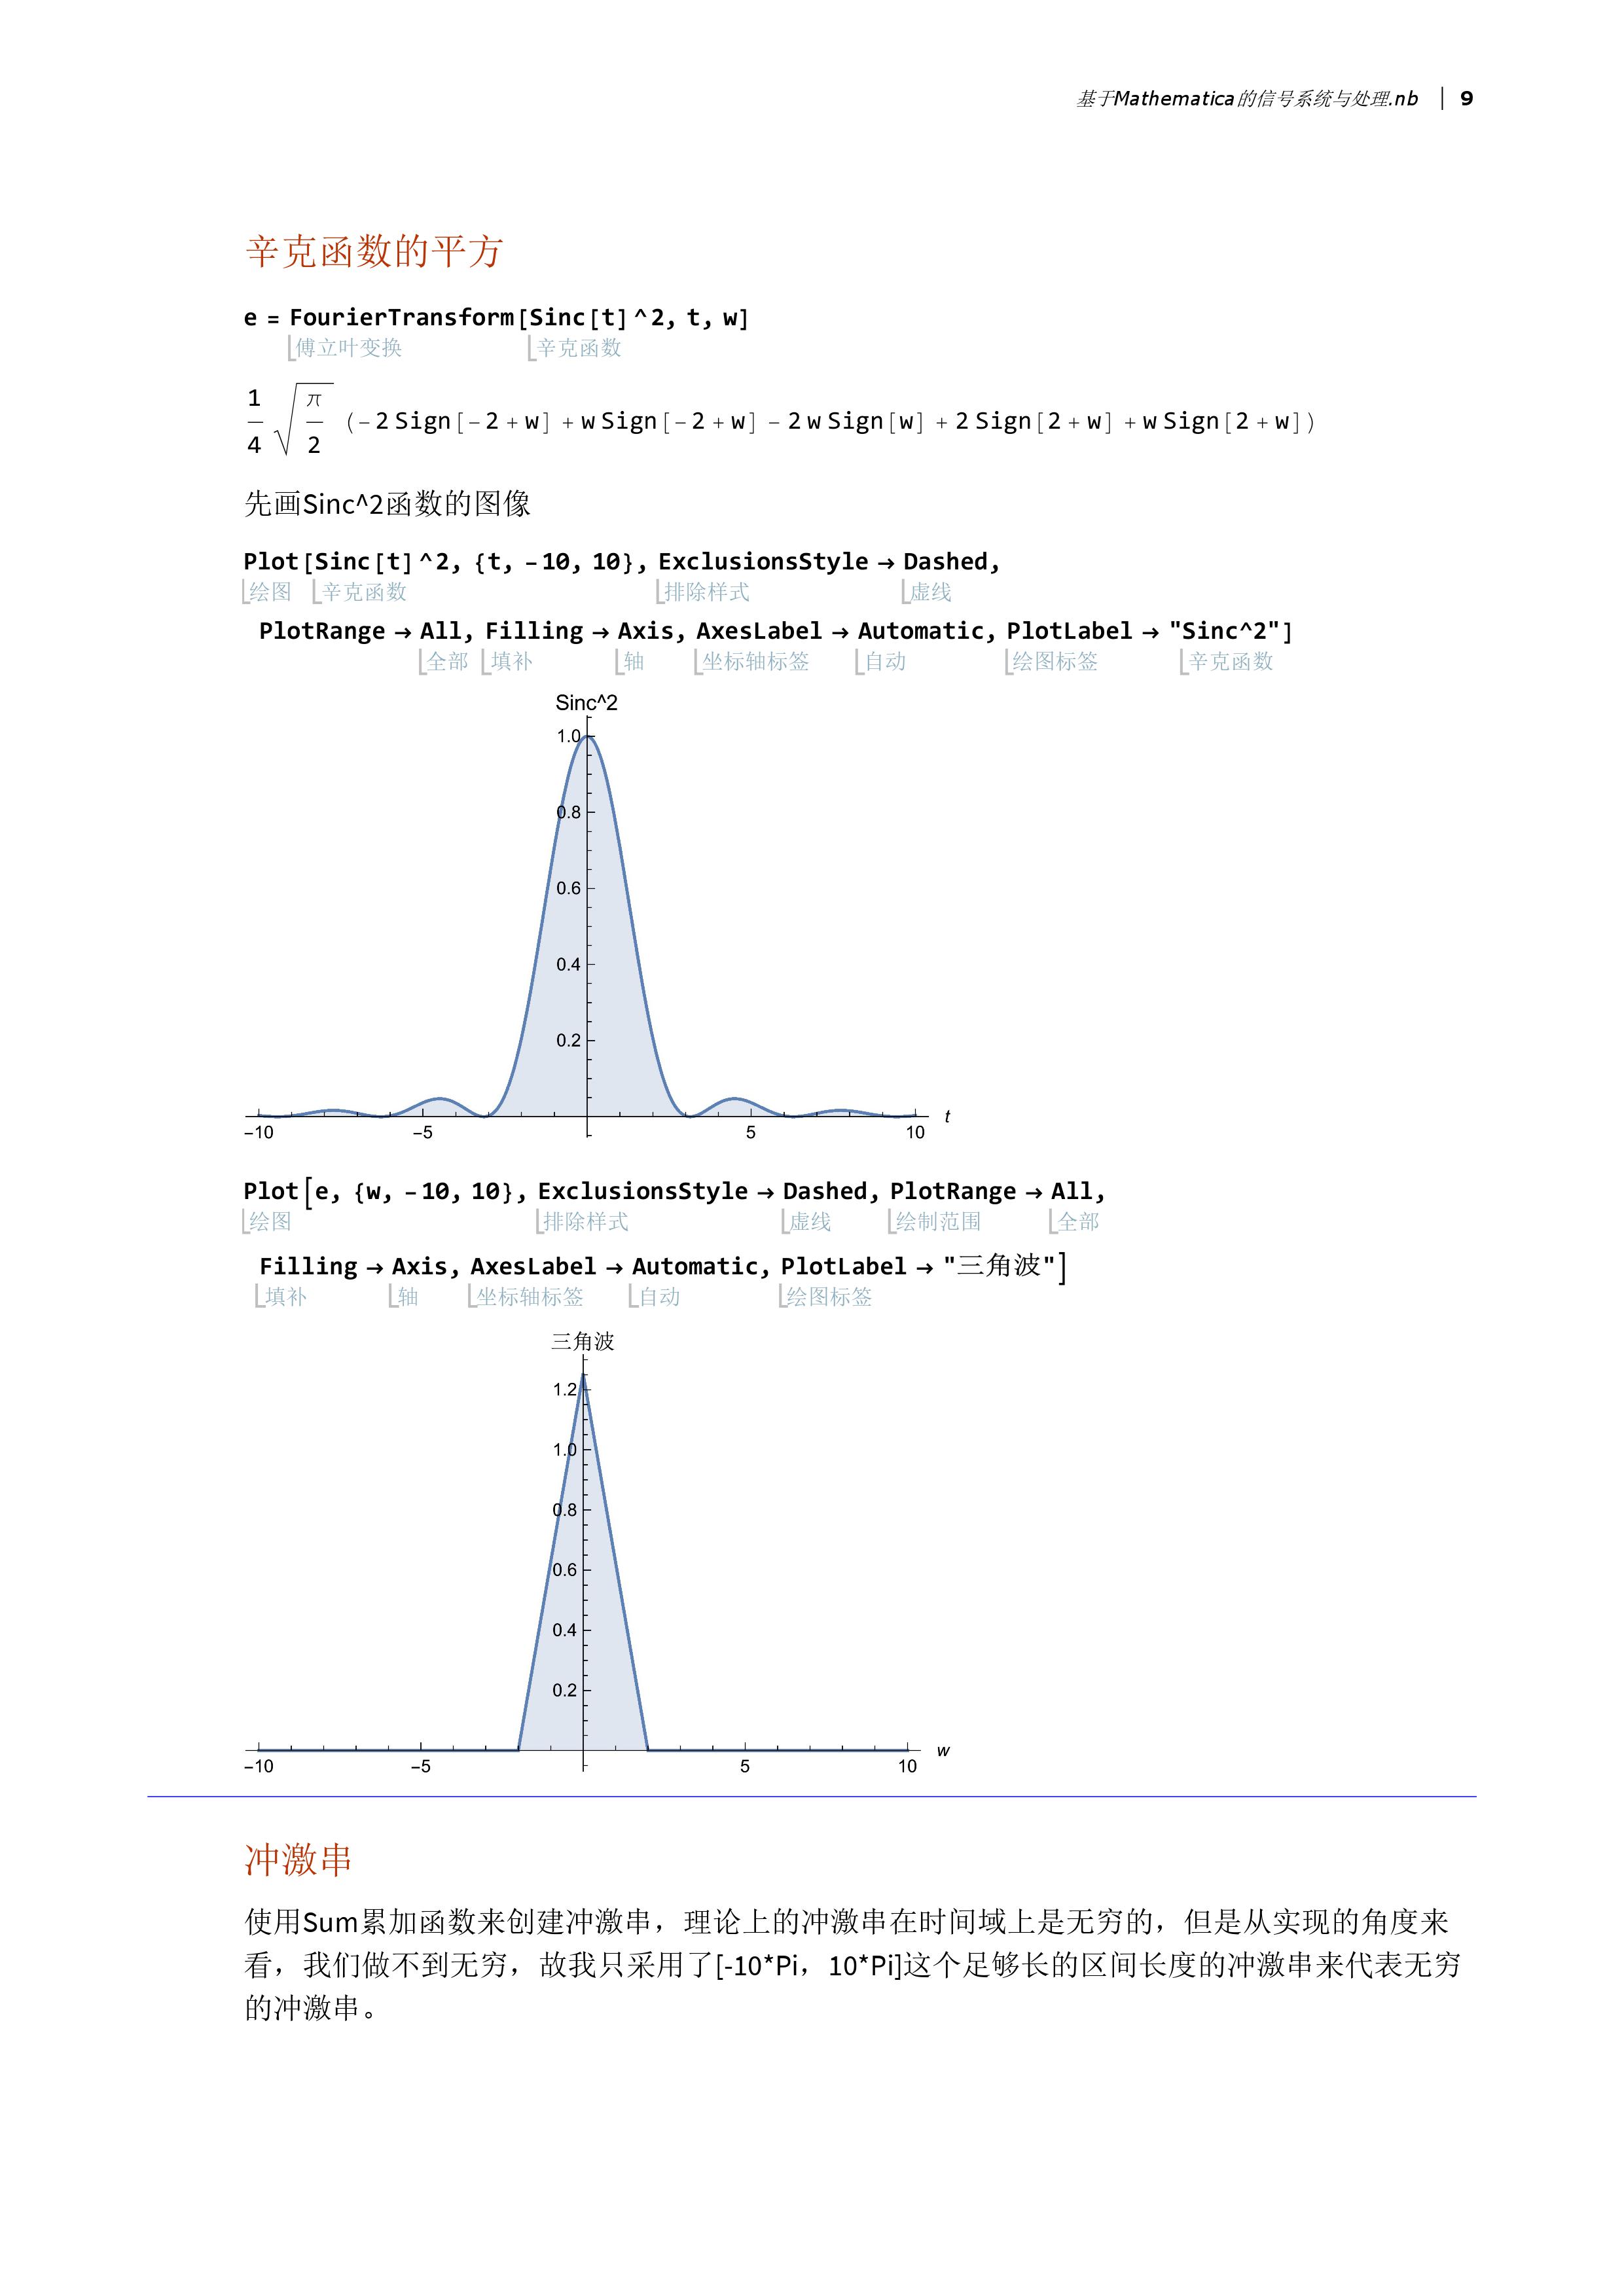 基于Mathematica的信号系统与处理.nb | 9
辛克函数的平方
e = FourierTransform[Sinc[t]^2, t, w]
傅立叶变换 辛克函数
1/4 √(π/2) (-2 Sign[-2 + w] + w Sign[-2 + w] - 2 w Sign[w] + 2 Sign[2 + w] + w Sign[2 + w])
先画Sinc^2函数的图像
Plot[Sinc[t]^2, {t, -10, 10}, ExclusionsStyle → Dashed,
绘图 辛克函数 排除样式 虚线
PlotRange → All, Filling → Axis, AxesLabel → Automatic, PlotLabel → "Sinc^2"]
全部 填补 轴 坐标轴标签 自动 绘图标签 辛克函数
Sinc^2
1.0
0.8
0.6
0.4
0.2
-10 -5 5 10 t
Plot[e, {w, -10, 10}, ExclusionsStyle → Dashed, PlotRange → All,
绘图 排除样式 虚线 绘制范围 全部
Filling → Axis, AxesLabel → Automatic, PlotLabel → "三角波"]
填补 轴 坐标轴标签 自动 绘图标签
三角波
1.2
1.0
0.8
0.6
0.4
0.2
-10 -5 5 10 w
冲激串
使用Sum累加函数来创建冲激串，理论上的冲激串在时间域上是无穷的，但是从实现的角度来
看，我们做不到无穷，故我只采用了[-10*Pi，10*Pi]这个足够长的区间长度的冲激串来代表无穷
的冲激串。